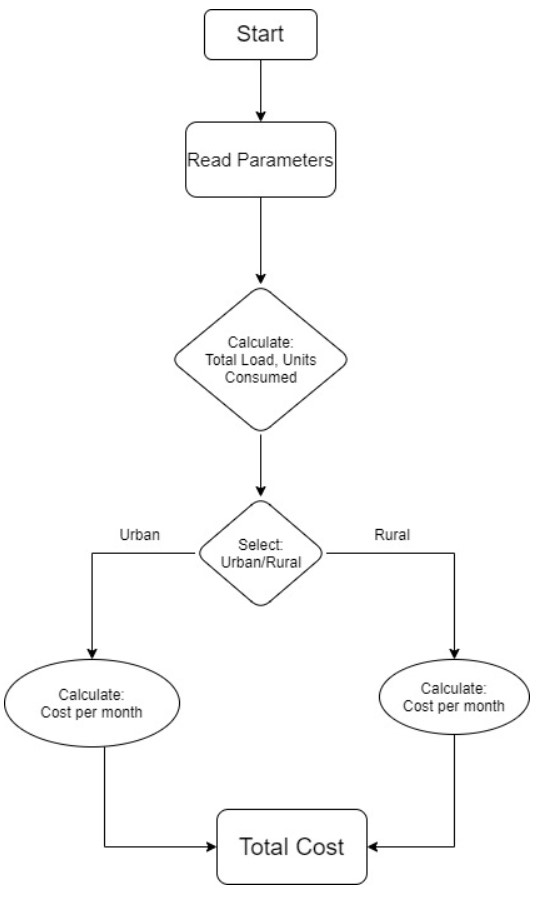 Start
Read Parameters
Calculate:
Total Load, Units
Consumed
Select:
Urban/Rural
Urban
Rural
Calculate:
Cost per month
Calculate:
Cost per month
Total Cost